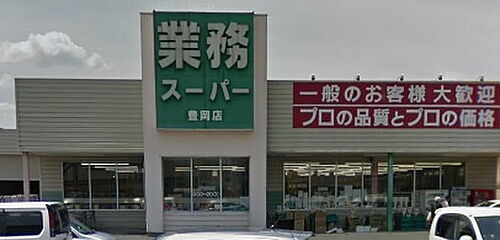 業務
スーパー
豊岡店
一般のお客様大歓迎
プロの品質とプロの価格